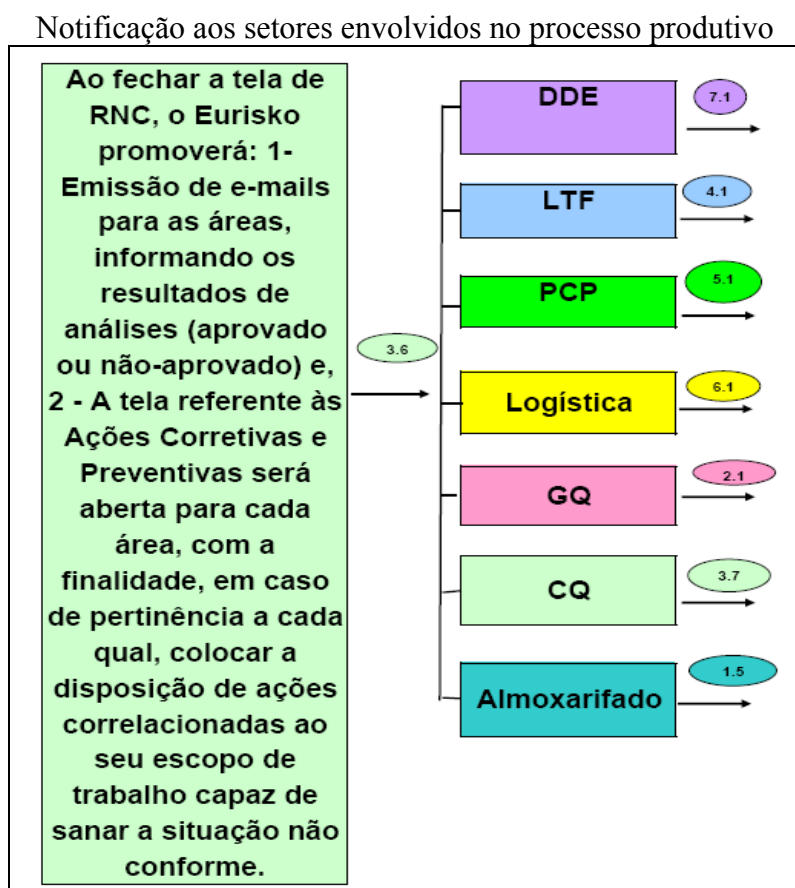 Notificação aos setores envolvidos no processo produtivo
Ao fechar a tela de
RNC, o Eurisko
promoverá: 1-
Emissão de e-mails
para as áreas,
informando os
resultados de
análises (aprovado
ou não-aprovado) e,
2 - A tela referente às
Ações Corretivas e
Preventivas será
aberta para cada
área, com a
finalidade, em caso
de pertinência a cada
qual, colocar a
disposição de ações
correlacionadas ao
seu escopo de
trabalho capaz de
sanar a situação não
conforme.
3.6
DDE
7.1
LTF
4.1
PCP
5.1
Logística
6.1
GQ
2.1
CQ
3.7
Almoxarifado
1.5